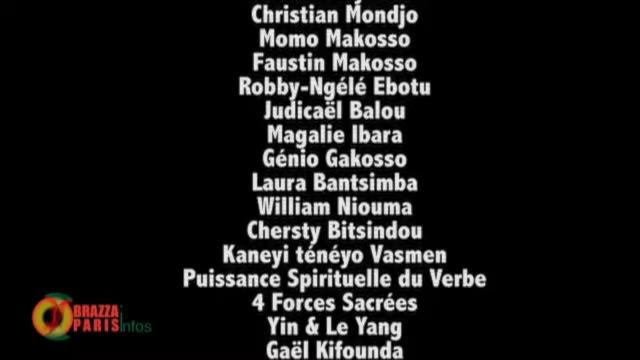 Christian Mondjo
Momo Makosso
Faustin Makosso
Robby-Ngélé Ebotu
Judicaël Balou
Magalie Ibara
Génio Gakosso
Laura Bantsimba
William Niouma
Chersty Bitsindou
Kaneyi ténéyo Vasmen
Puissance Spirituelle du Verbe
4 Forces Sacrées
Yin & Le Yang
Gaël Kifounda
BRAZZA
PARIS infos